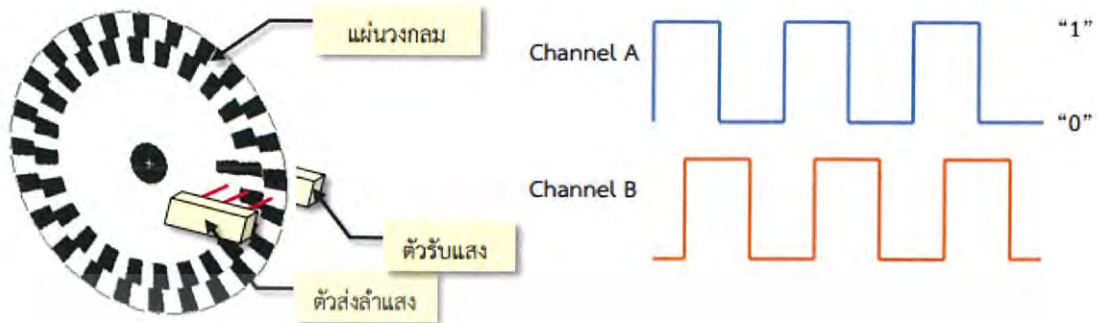 แผ่นวงกลม
ตัวรับแสง
ตัวส่งลำแสง
Channel A
“1”
“0”
Channel B